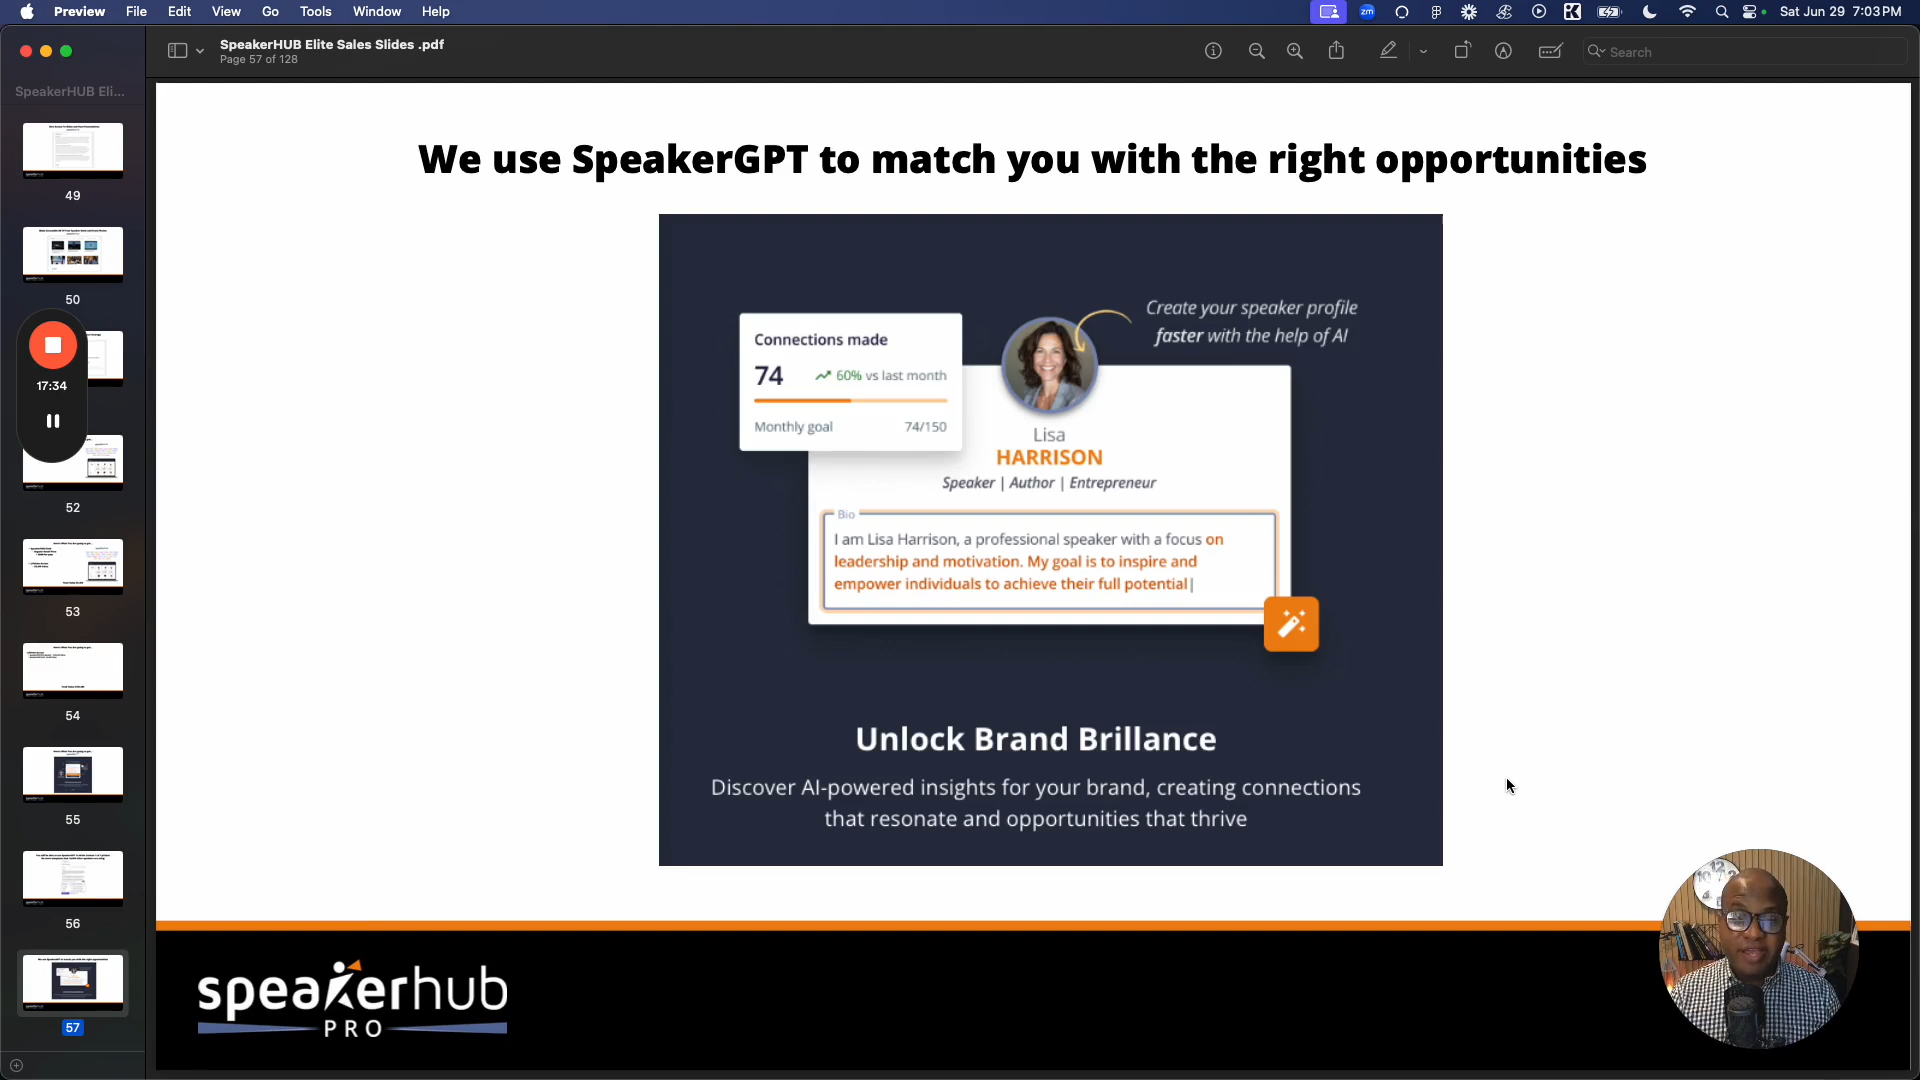 Preview File Edit View Go Tools Window Help
zm
Sat Jun 29 7:03 PM
SpeakerHUB Elite Sales Slides .pdf
Page 57 of 128
Search
SpeakerHUB Eli...
49
50
17:34
52
53
54
55
56
57
We use SpeakerGPT to match you with the right opportunities
Create your speaker profile
faster with the help of AI
Connections made
74 60% vs last month
Monthly goal 74/150
Lisa
HARRISON
Speaker | Author | Entrepreneur
Bio
I am Lisa Harrison, a professional speaker with a focus on
leadership and motivation. My goal is to inspire and
empower individuals to achieve their full potential
Unlock Brand Brillance
Discover AI-powered insights for your brand, creating connections
that resonate and opportunities that thrive
speakerhub
PRO